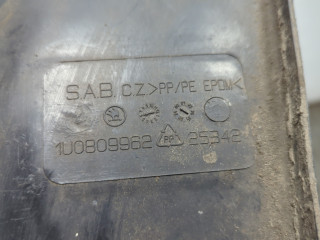 SAB CZ >PP/PE EPDM<
1U0809962 95342